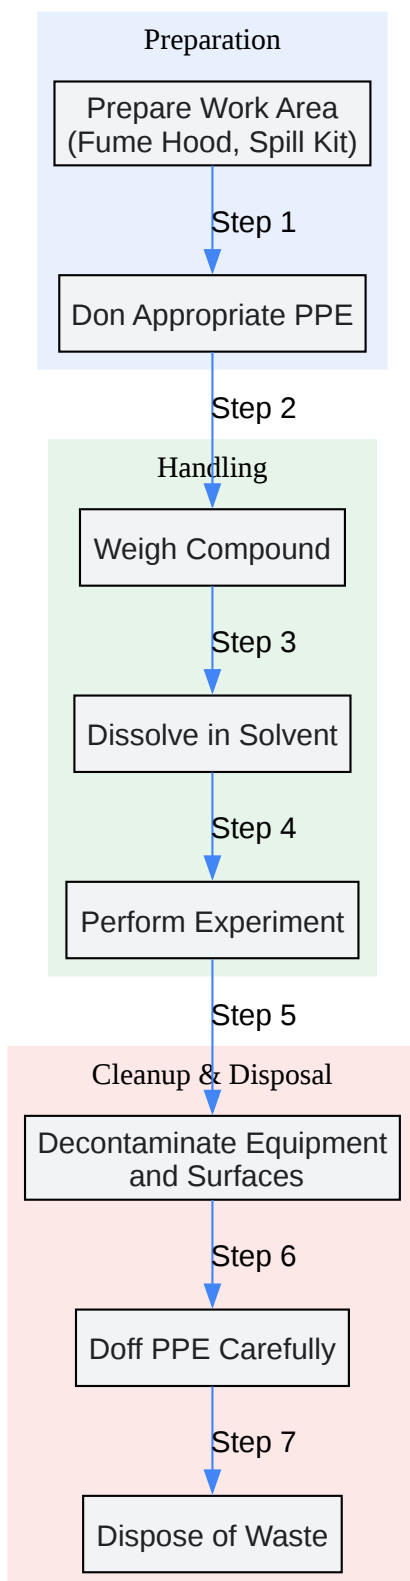 Preparation
Prepare Work Area
(Fume Hood, Spill Kit)
Step 1
Don Appropriate PPE
Step 2
Handling
Weigh Compound
Step 3
Dissolve in Solvent
Step 4
Perform Experiment
Step 5
Cleanup & Disposal
Decontaminate Equipment
and Surfaces
Step 6
Doff PPE Carefully
Step 7
Dispose of Waste